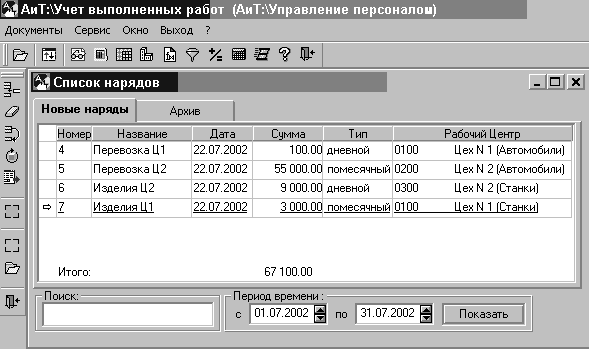 АиТ:\Учет выполненных работ (АиТ:\Управление персоналом)
Документы Сервис Окно Выход ?
Список нарядов
Новые наряды Архив
Номер Название Дата Сумма Тип Рабочий Центр
4 Перевозка Ц1 22.07.2002 100.00 дневной 0100 Цех N 1 (Автомобили)
5 Перевозка Ц2 22.07.2002 55 000.00 помесячный 0200 Цех N 2 (Автомобили)
6 Изделия Ц2 22.07.2002 9 000.00 дневной 0300 Цех N 2 (Станки)
7 Изделия Ц1 22.07.2002 3 000.00 помесячный 0100 Цех N 1 (Станки)
Итого: 67 100.00
Поиск: Период времени :
с 01.07.2002 по 31.07.2002 Показать